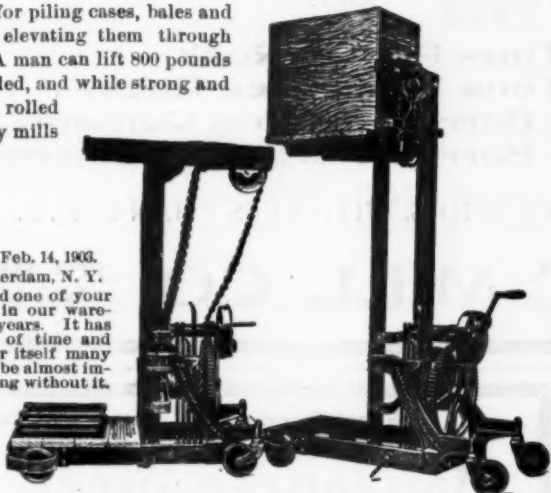 for piling cases, bales and
elevating them through
A man can lift 800 pounds
led, and while strong and
rolled
y mills
Feb. 14, 1903.
erdam, N. Y.
d one of your
in our ware-
years. It has
of time and
r itself many
be almost im-
ng without it.